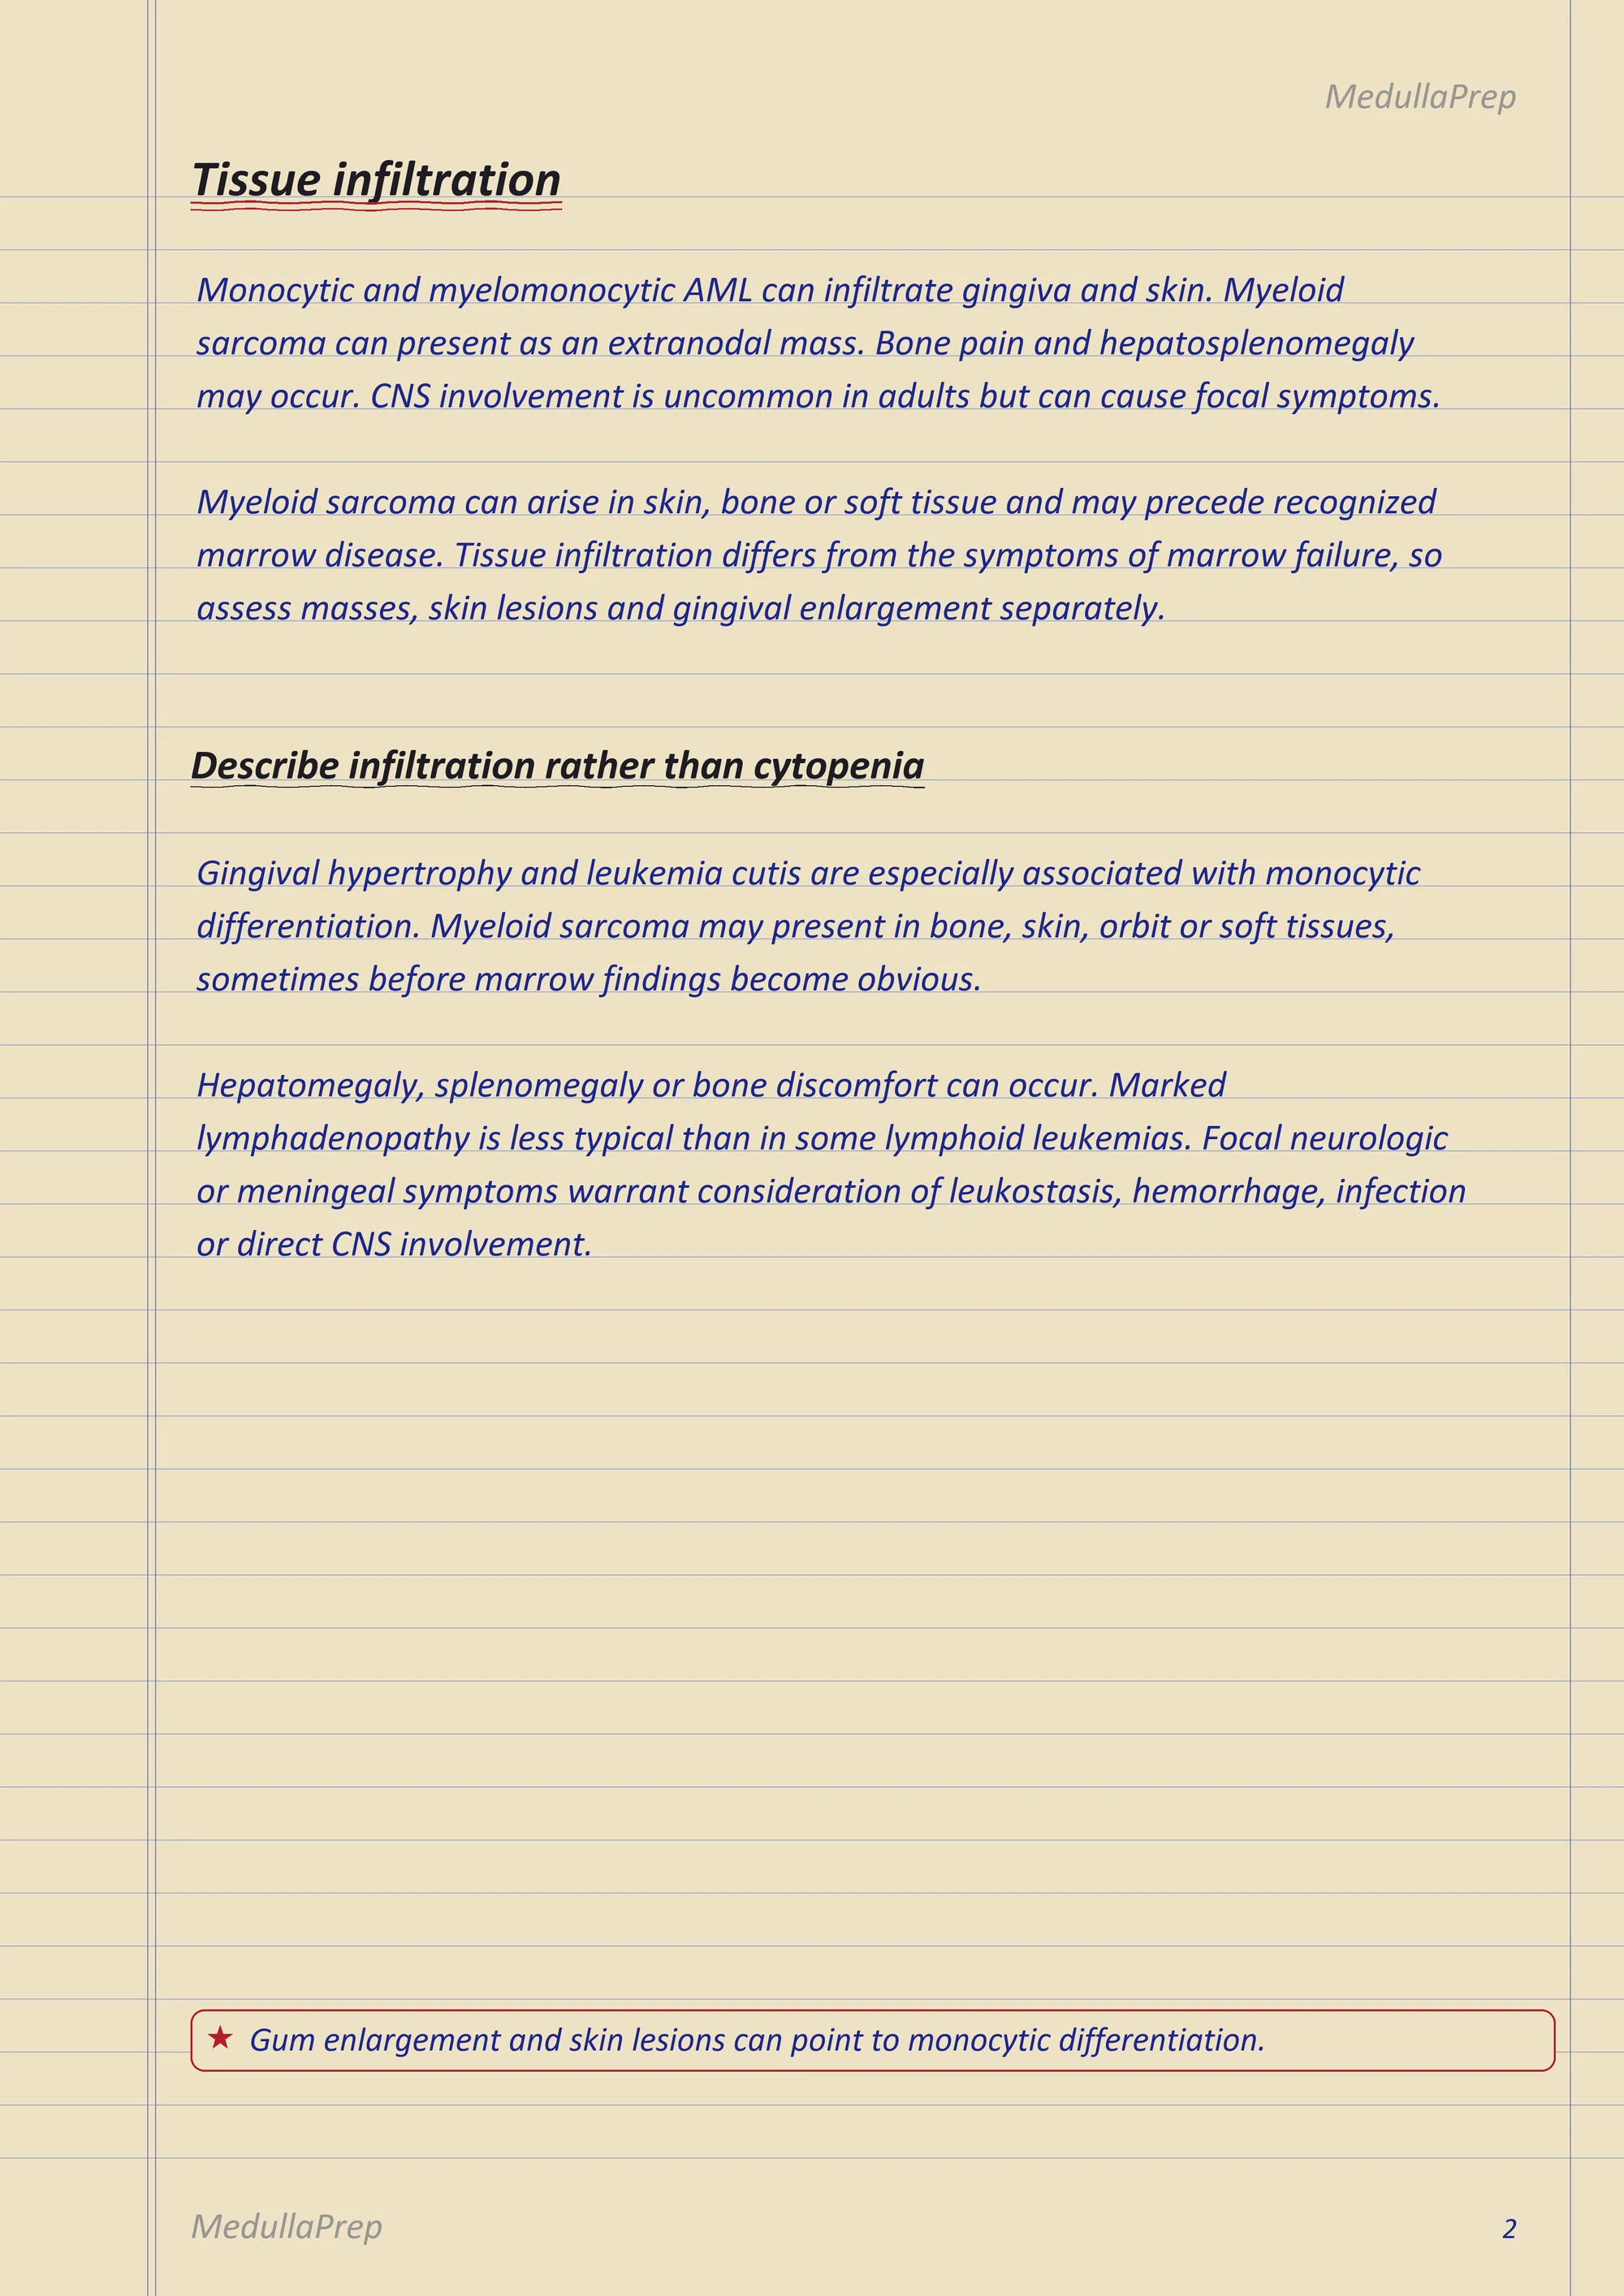 MedullaPrep
Tissue infiltration
Monocytic and myelomonocytic AML can infiltrate gingiva and skin. Myeloid
sarcoma can present as an extranodal mass. Bone pain and hepatosplenomegaly
may occur. CNS involvement is uncommon in adults but can cause focal symptoms.
Myeloid sarcoma can arise in skin, bone or soft tissue and may precede recognized
marrow disease. Tissue infiltration differs from the symptoms of marrow failure, so
assess masses, skin lesions and gingival enlargement separately.
Describe infiltration rather than cytopenia
Gingival hypertrophy and leukemia cutis are especially associated with monocytic
differentiation. Myeloid sarcoma may present in bone, skin, orbit or soft tissues,
sometimes before marrow findings become obvious.
Hepatomegaly, splenomegaly or bone discomfort can occur. Marked
lymphadenopathy is less typical than in some lymphoid leukemias. Focal neurologic
or meningeal symptoms warrant consideration of leukostasis, hemorrhage, infection
or direct CNS involvement.
★ Gum enlargement and skin lesions can point to monocytic differentiation.
MedullaPrep
2